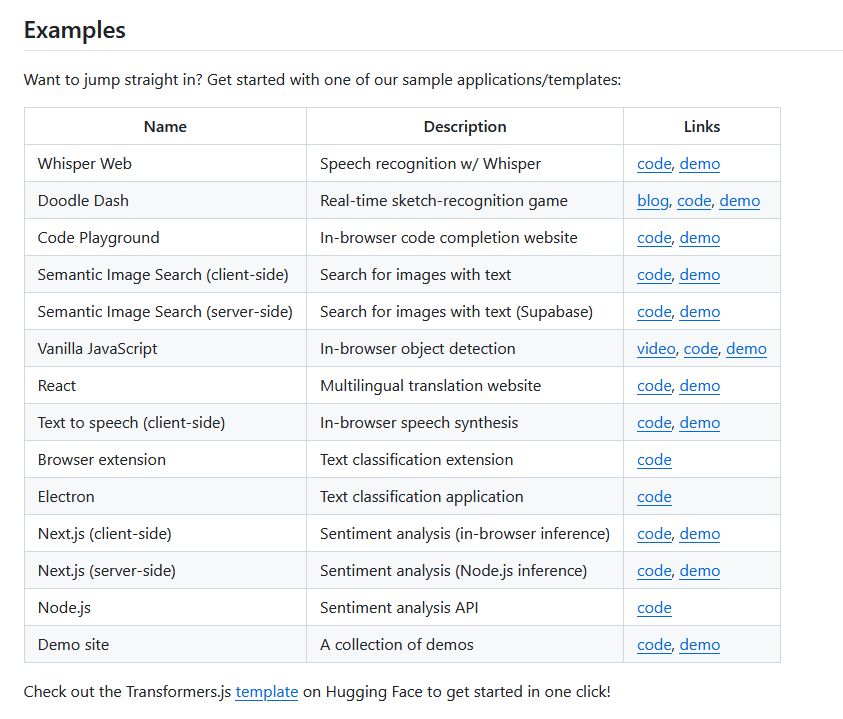 Examples
Want to jump straight in? Get started with one of our sample applications/templates:
Name Description Links
Whisper Web Speech recognition w/ Whisper code, demo
Doodle Dash Real-time sketch-recognition game blog, code, demo
Code Playground In-browser code completion website code, demo
Semantic Image Search (client-side) Search for images with text code, demo
Semantic Image Search (server-side) Search for images with text (Supabase) code, demo
Vanilla JavaScript In-browser object detection video, code, demo
React Multilingual translation website code, demo
Text to speech (client-side) In-browser speech synthesis code, demo
Browser extension Text classification extension code
Electron Text classification application code
Next.js (client-side) Sentiment analysis (in-browser inference) code, demo
Next.js (server-side) Sentiment analysis (Node.js inference) code, demo
Node.js Sentiment analysis API code
Demo site A collection of demos code, demo
Check out the Transformers.js template on Hugging Face to get started in one click!